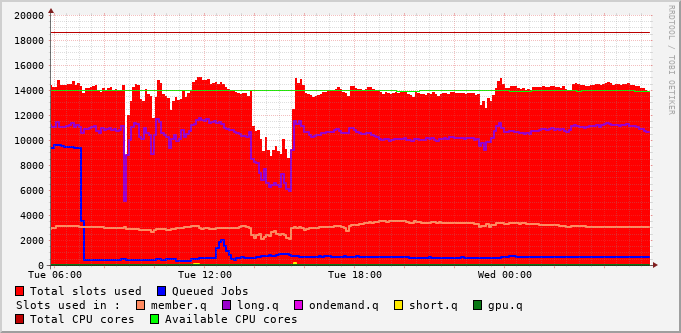 20000
18000
16000
14000
12000
10000
8000
6000
4000
2000
0
Tue 06:00 Tue 12:00 Tue 18:00 Wed 00:00
RRDTOOL / TOBI OETIKER
Total slots used Queued Jobs
Slots used in : member.q long.q ondemand.q short.q gpu.q
Total CPU cores Available CPU cores